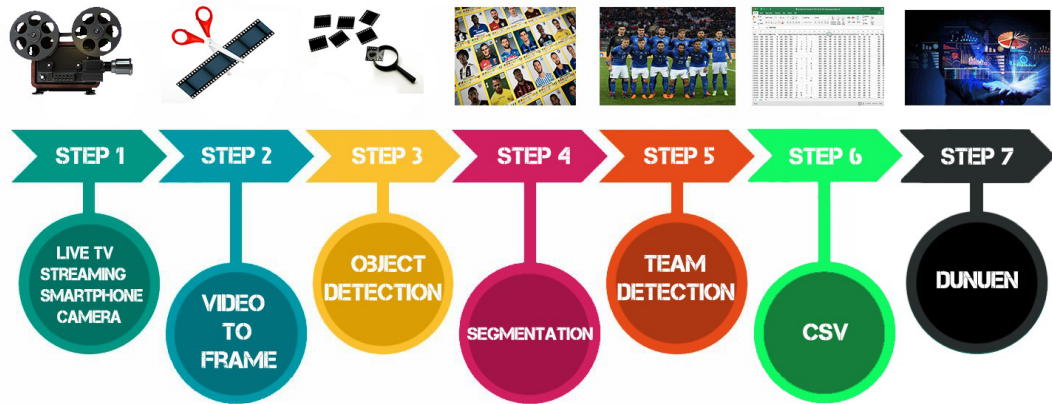 STEP 1
STEP 2
STEP 3
STEP 4
STEP 5
STEP 6
STEP 7
LIVE TV
STREAMING
SMARTPHONE
CAMERA
VIDEO
TO
FRAME
OBJECT
DETECTION
SEGMENTATION
TEAM
DETECTION
CSV
DUNUEN